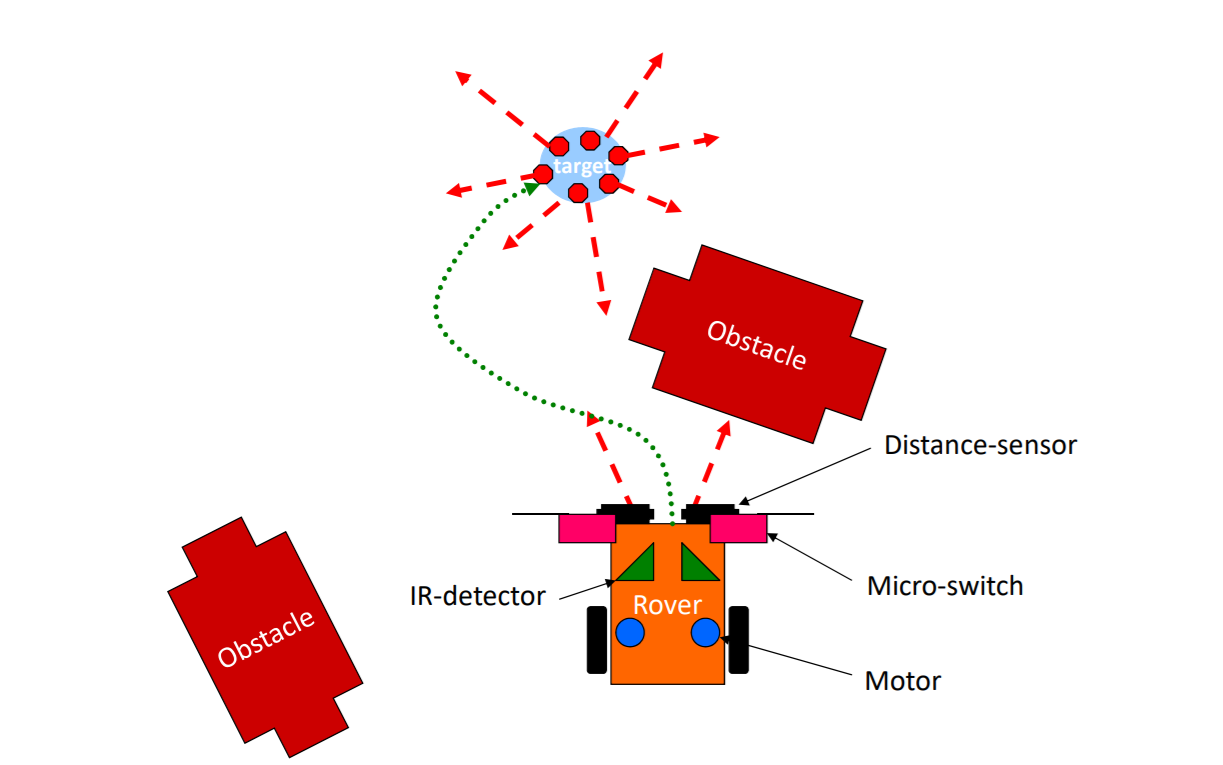 target
Obstacle
Distance-sensor
Micro-switch
IR-detector
Rover
Obstacle
Motor